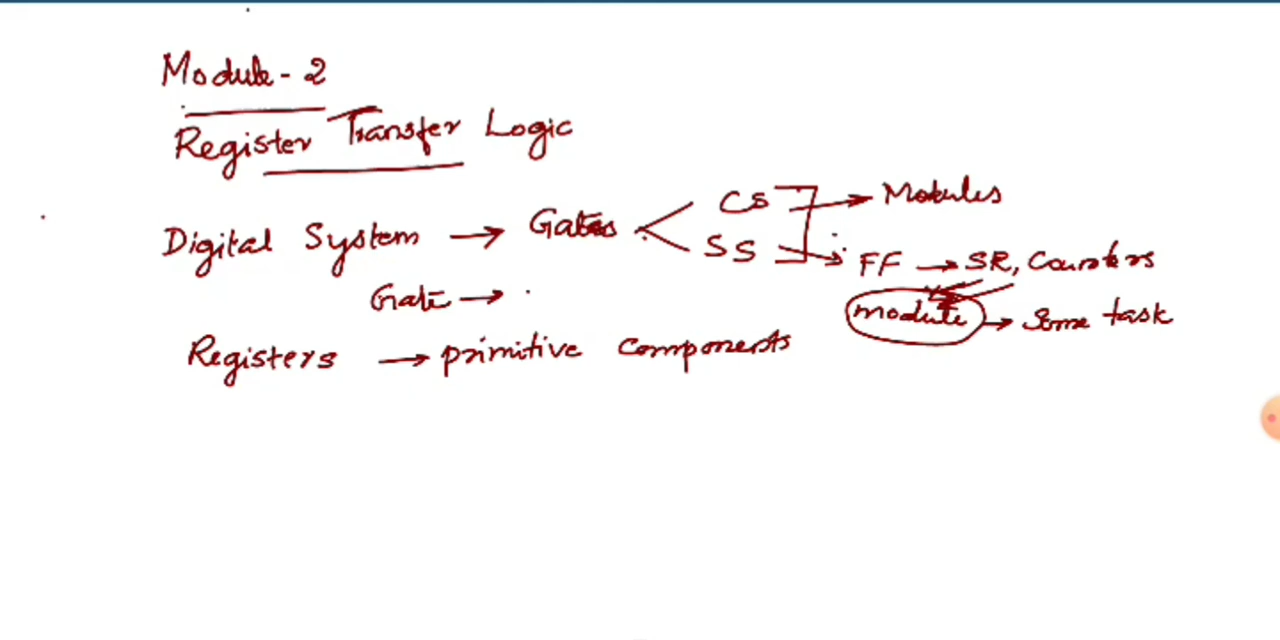 Module - 2
Register Transfer Logic
Digital System → Gates < CS → Modules
SS → FF → SR, Counters
Gate → module → Some task
Registers → primitive components